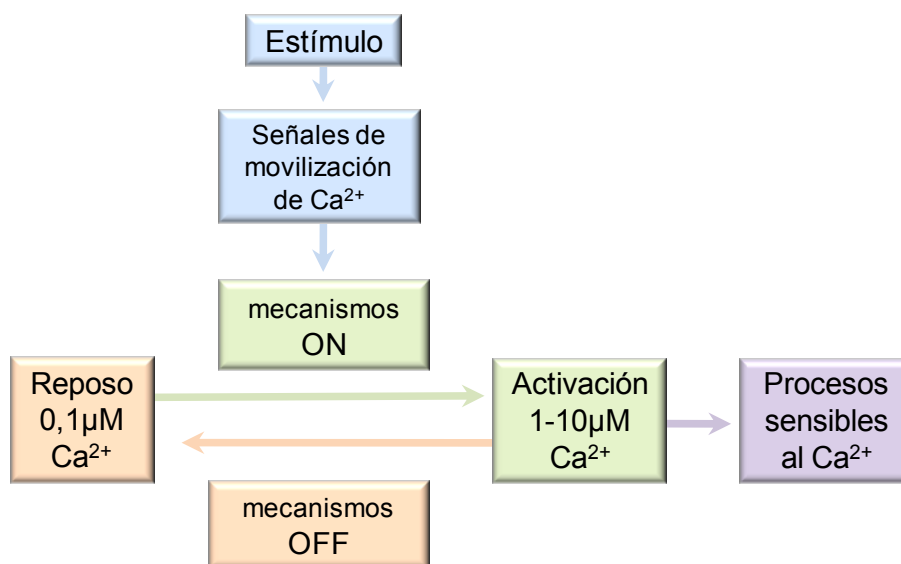 Estímulo
Señales de
movilización
de Ca²⁺
mecanismos
ON
Reposo
0,1µM
Ca²⁺
Activación
1-10µM
Ca²⁺
Procesos
sensibles
al Ca²⁺
mecanismos
OFF